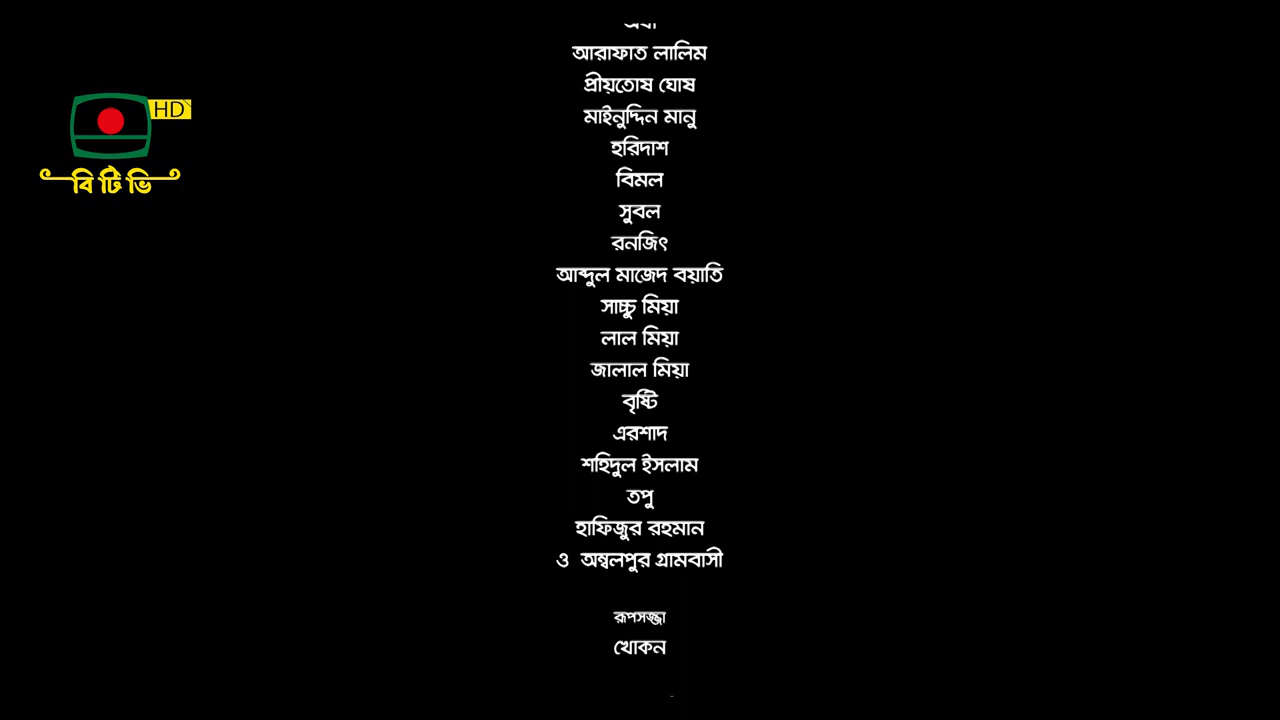 HD
বি টি ভি
আরাফাত লালিম
প্রীয়তোষ ঘোষ
মাইনুদ্দিন মানু
হরিদাশ
বিমল
সুবল
রনজিৎ
আব্দুল মাজেদ বয়াতি
সাচ্চু মিয়া
লাল মিয়া
জালাল মিয়া
বৃষ্টি
এরশাদ
শহিদুল ইসলাম
তপু
হাফিজুর রহমান
ও অম্বলপুর গ্রামবাসী
রূপসজ্জা
খোকন